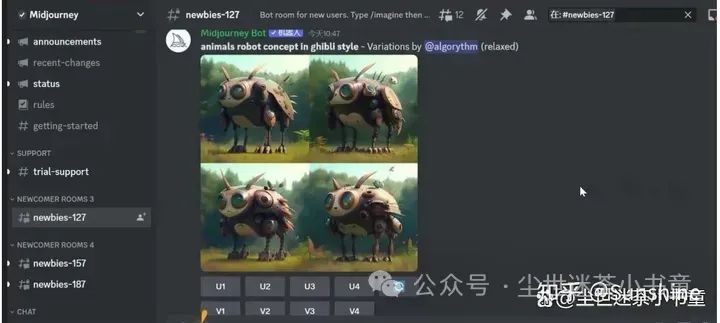 Midjourney
announcements
recent-changes
status
rules
getting-started
SUPPORT
trial-support
NEWCOMER ROOMS 3
newbies-127
NEWCOMER ROOMS 4
newbies-157
newbies-187
CHAT
newbies-127
Bot room for new users. Type /imagine then ...
12
在: #newbies-127
Midjourney Bot ✓机器人 今天10:47
animals robot concept in ghibli style - Variations by @algorythm (relaxed)
U1 U2 U3 U4
V1 V2 V3 V4
公众号 · 尘世迷茶小书童
知乎 @sunshine
@尘世迷茶小书童